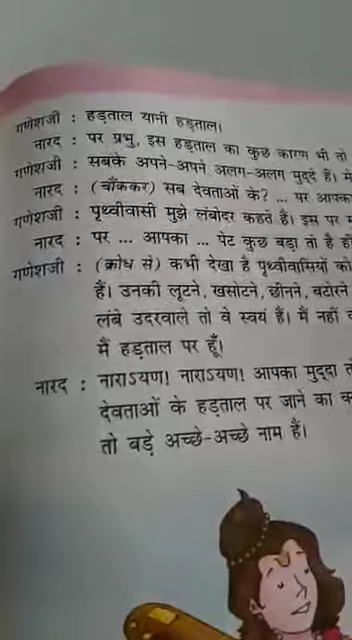 गणेशजी : हड़ताल यानी हड़ताल।
नारद : पर प्रभु, इस हड़ताल का कुछ कारण भी तो
गणेशजी : सबके अपने-अपने अलग-अलग मुद्दे हैं।
नारद : (चौंककर) सब देवताओं के? ... पर
गणेशजी : पृथ्वीवासी मुझे लंबोदर कहते हैं। इस पर
नारद : पर ... आपका ... पेट कुछ बड़ा तो है
गणेशजी : (क्रोध से) कभी देखा है पृथ्वीवासियों को
हैं। उनकी लूटने, खसोटने, छीनने, बटोरने
लंबे उदरवाले तो वे स्वयं हैं। मैं नहीं
मैं हड़ताल पर हूँ!
नारद : नाराऽयण! नाराऽयण! आपका मुद्दा
देवताओं के हड़ताल पर जाने का
तो बड़े अच्छे-अच्छे नाम हैं।